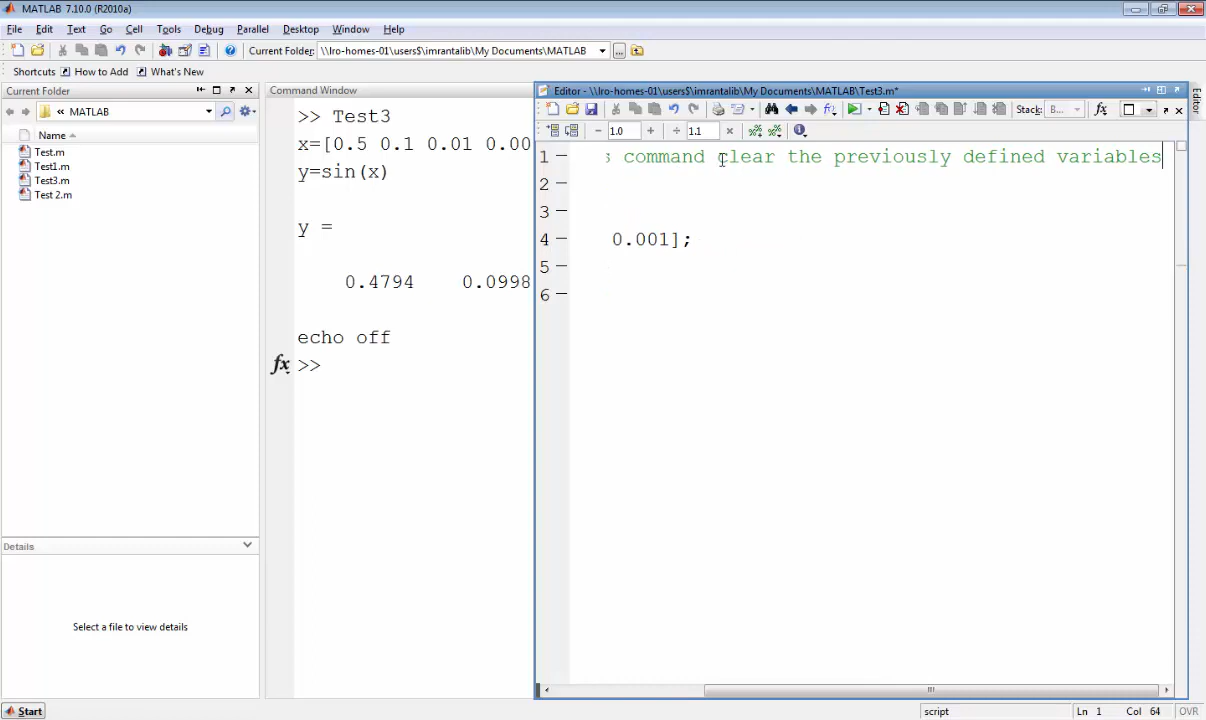 MATLAB 7.10.0 (R2010a)
File Edit Text Go Cell Tools Debug Parallel Desktop Window Help
Current Folder: \\lro-homes-01\users$\imrantalib\My Documents\MATLAB
Shortcuts How to Add What's New
Current Folder
« MATLAB
Name
Test.m
Test1.m
Test3.m
Test 2.m
Details
Select a file to view details
Command Window
>> Test3
x=[0.5 0.1 0.01 0.00
y=sin(x)
y =
0.4794 0.0998
echo off
fx >>
Editor - \\lro-homes-01\users$\imrantalib\My Documents\MATLAB\Test3.m*
Stack: B... fx
1.0 1.1
1 command clear the previously defined variables
2
3
4 0.001];
5
6
Editor
Start
script Ln 1 Col 64 OVR